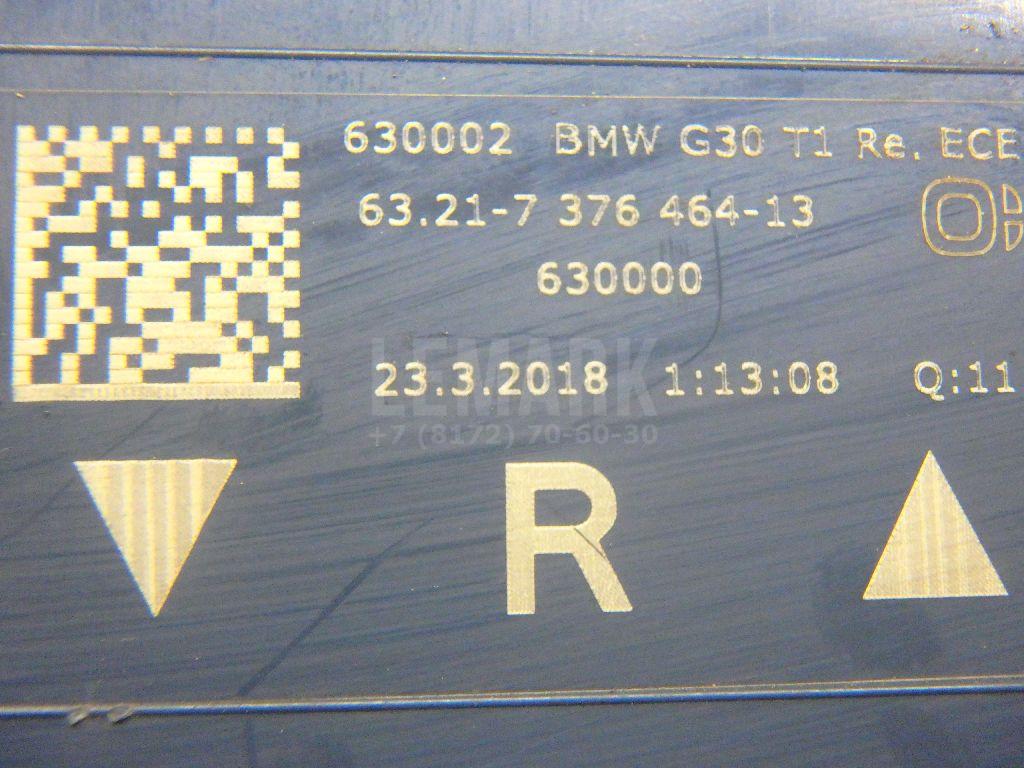 630002 BMW G30 T1 Re. ECE
63.21-7 376 464-13
630000
LEMARK
23.3.2018 1:13:08 Q:11
+7 (8172) 70-60-30
R